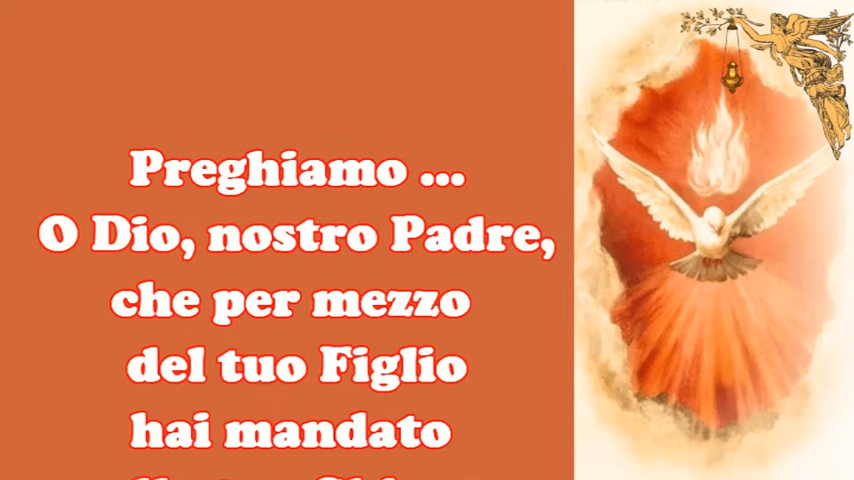 Preghiamo ...
O Dio, nostro Padre,
che per mezzo
del tuo Figlio
hai mandato